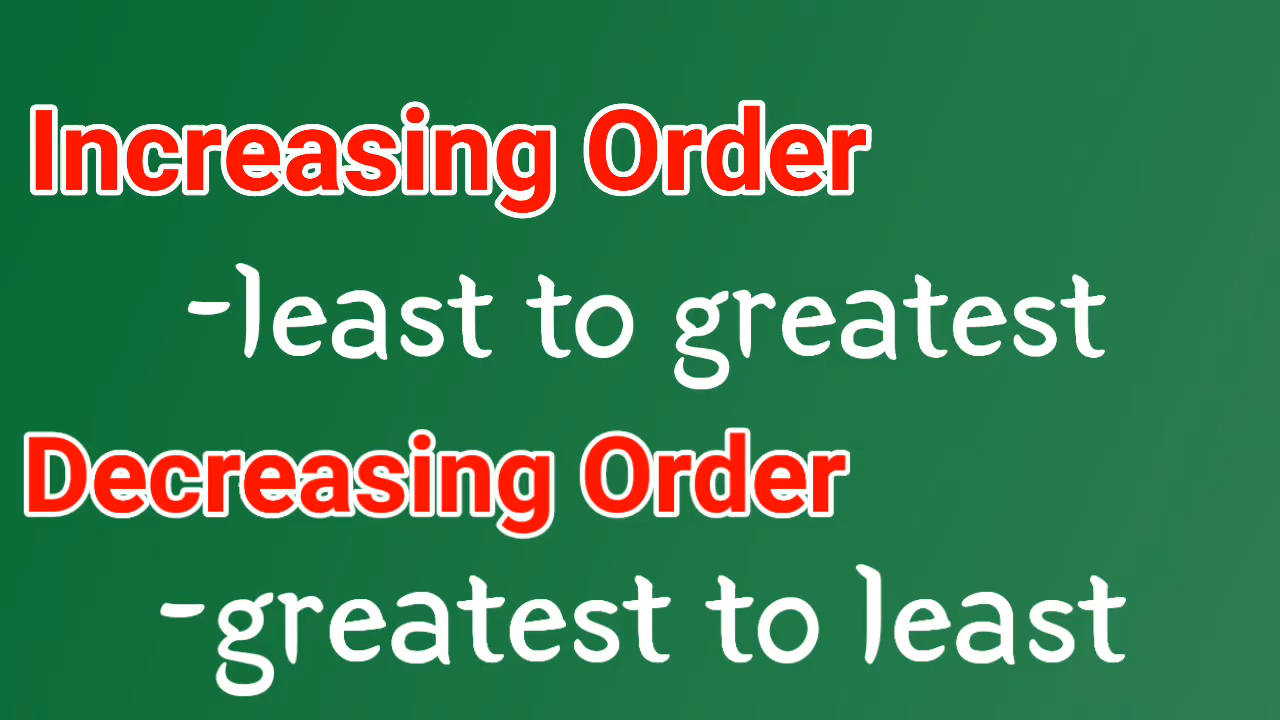 Increasing Order
-least to greatest
Decreasing Order
-greatest to least